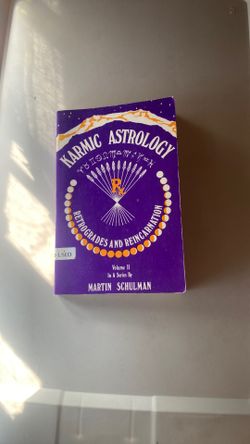 KARMIC ASTROLOGY
R
RETROGRADES AND REINCARNATION
USED
Volume II
In A Series By
MARTIN SCHULMAN